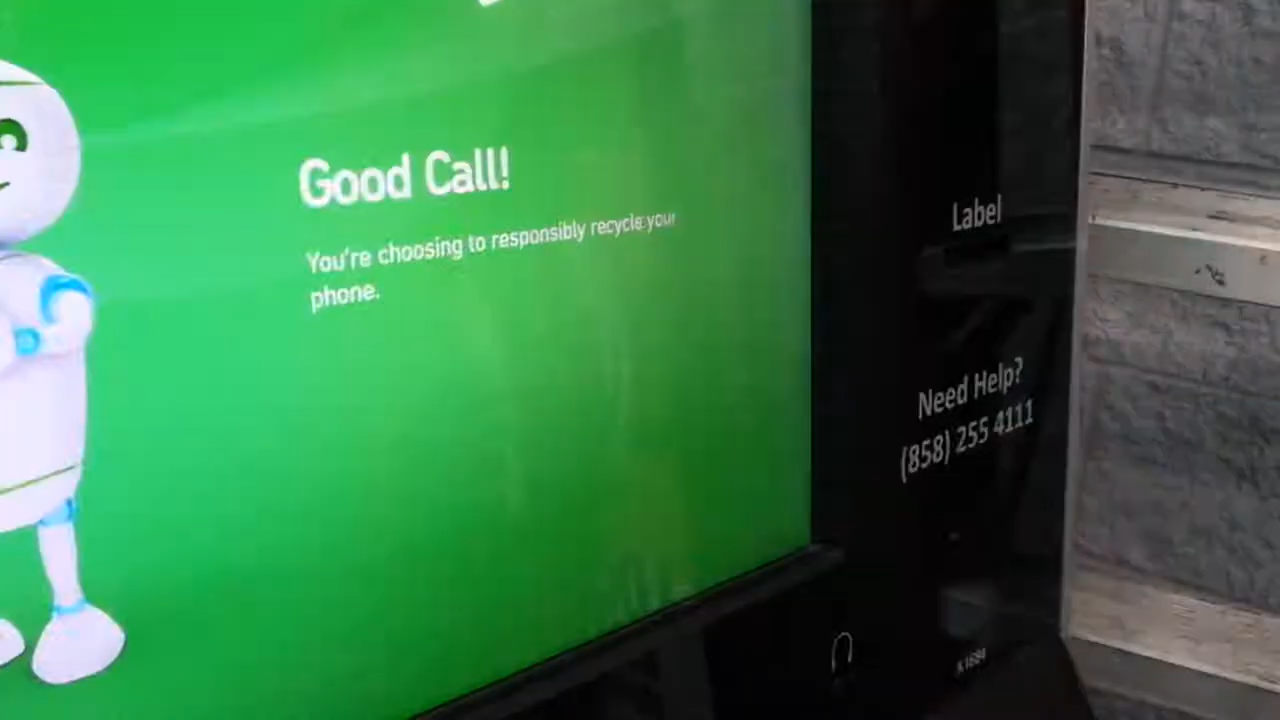 Good Call!
You're choosing to responsibly recycle your
phone.
Label
Need Help?
(858) 255 4111